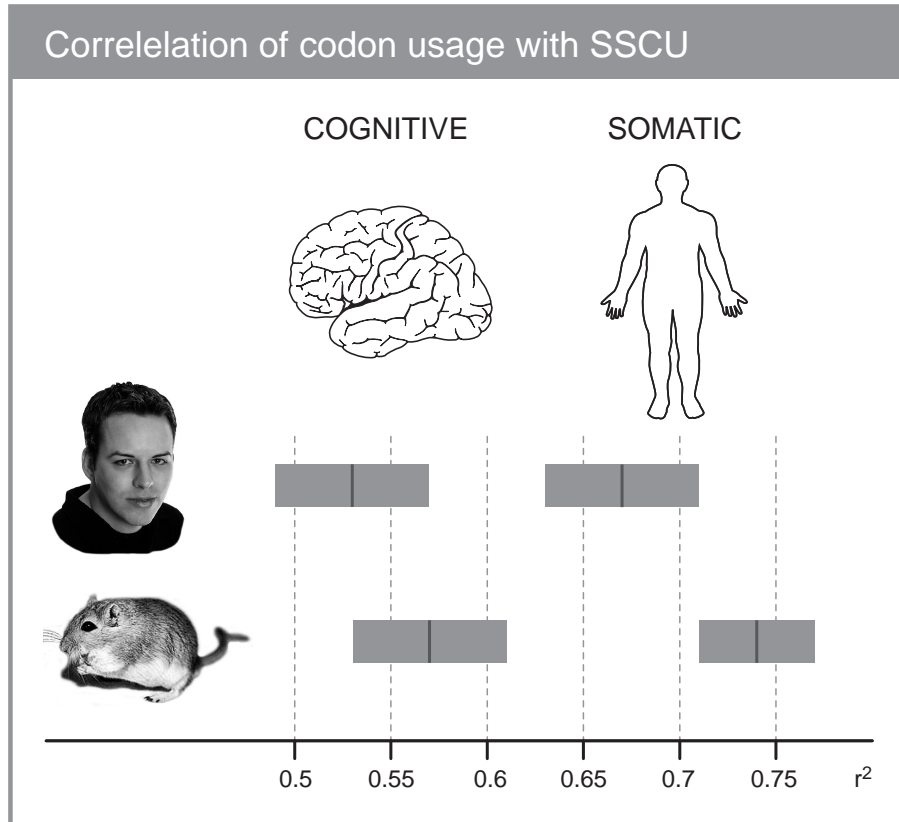 Correlelation of codon usage with SSCU
COGNITIVE SOMATIC
0.5 0.55 0.6 0.65 0.7 0.75 r²